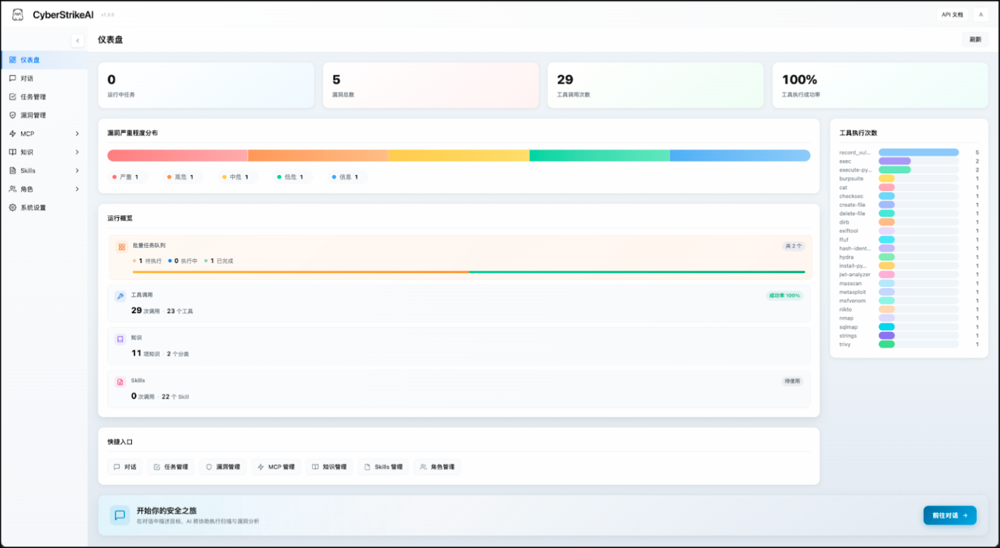 CyberStrikeAI v1.3.5
API 文档 A
仪表盘
刷新
仪表盘
对话
任务管理
漏洞管理
MCP
知识
Skills
角色
系统设置
0
运行中任务
5
漏洞总数
29
工具调用次数
100%
工具执行成功率
漏洞严重程度分布
严重 1 高危 1 中危 1 低危 1 信息 1
运行概览
批量任务队列 共 2 个
1 待执行 0 执行中 1 已完成
工具调用 成功率 100%
29 次调用 · 23 个工具
知识
11 项知识 · 2 个分类
Skills 待使用
0 次调用 · 22 个 Skill
工具执行次数
record_vul... 5
exec 2
execute-py... 2
burpsuite 1
cat 1
checksec 1
create-file 1
delete-file 1
dirb 1
exiftool 1
ffuf 1
hash-ident... 1
hydra 1
install-py... 1
jwt-analyzer 1
masscan 1
metasploit 1
msfvenom 1
nikto 1
nmap 1
sqlmap 1
strings 1
trivy 1
快捷入口
对话 任务管理 漏洞管理 MCP 管理 知识管理 Skills 管理 角色管理
开始你的安全之旅
在对话中描述目标，AI 将协助执行扫描与漏洞分析
前往对话 →